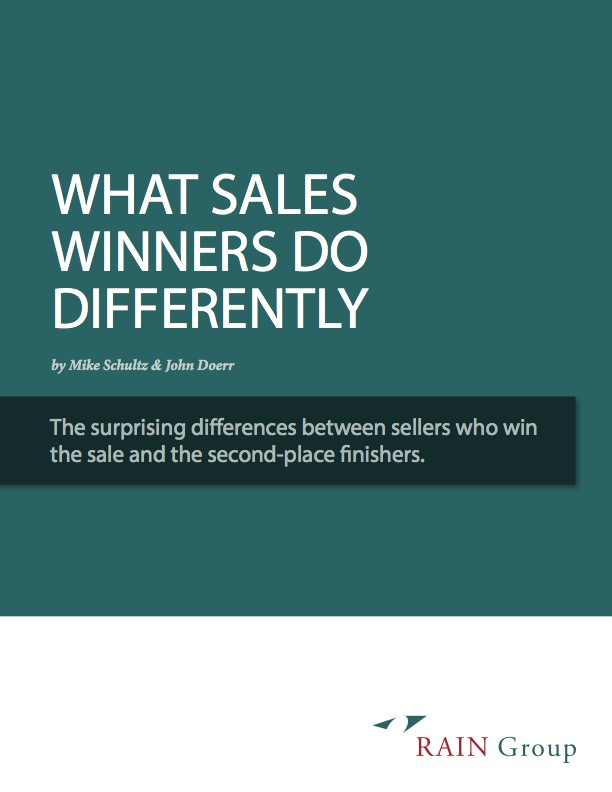 WHAT SALES
WINNERS DO
DIFFERENTLY
by Mike Schultz & John Doerr
The surprising differences between sellers who win
the sale and the second-place finishers.
RAIN Group